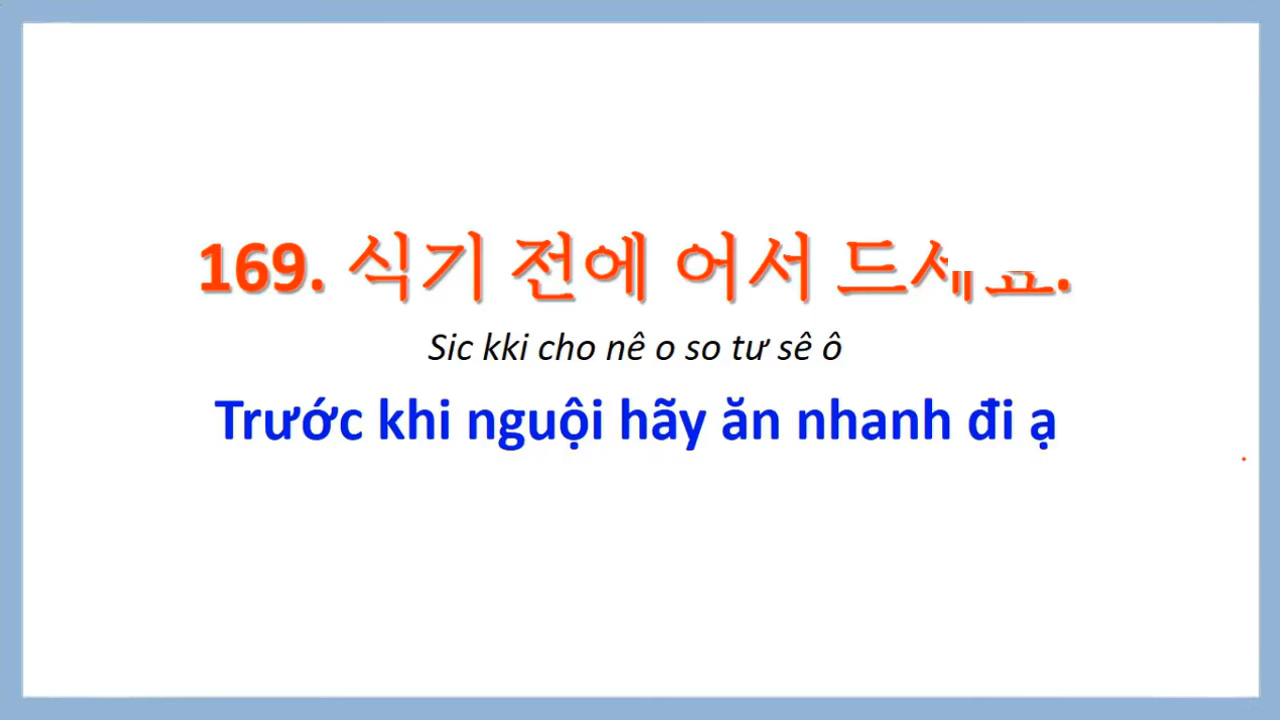 169. 식기 전에 어서 드세요.
Sic kki cho nê o so tư sê ô
Trước khi nguội hãy ăn nhanh đi ạ